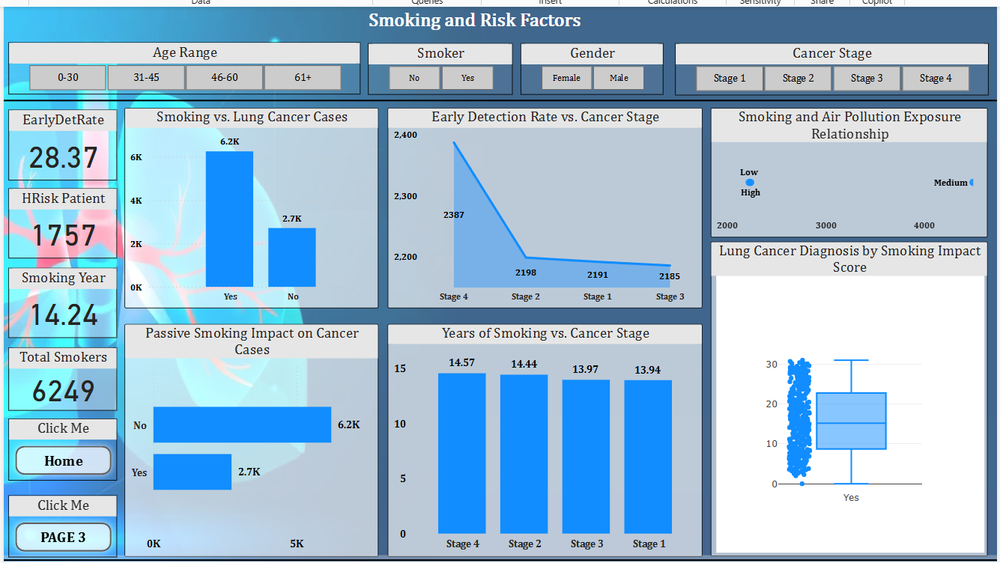 Data Queries Insert Calculations Sensitivity Share Copilot
Smoking and Risk Factors
Age Range
0-30 31-45 46-60 61+
Smoker
No Yes
Gender
Female Male
Cancer Stage
Stage 1 Stage 2 Stage 3 Stage 4
EarlyDetRate
28.37
HRisk Patient
1757
Smoking Year
14.24
Total Smokers
6249
Click Me
Home
Click Me
PAGE 3
Smoking vs. Lung Cancer Cases
6.2K
6K
4K
2.7K
2K
0K
Yes No
Early Detection Rate vs. Cancer Stage
2,400
2,300
2387
2,200
2198 2191 2185
Stage 4 Stage 2 Stage 1 Stage 3
Smoking and Air Pollution Exposure
Relationship
Low
Medium
High
2000 3000 4000
Passive Smoking Impact on Cancer
Cases
No 6.2K
Yes 2.7K
0K 5K
Years of Smoking vs. Cancer Stage
14.57 14.44 13.97 13.94
15
10
5
0
Stage 4 Stage 2 Stage 3 Stage 1
Lung Cancer Diagnosis by Smoking Impact
Score
30
20
10
0
Yes